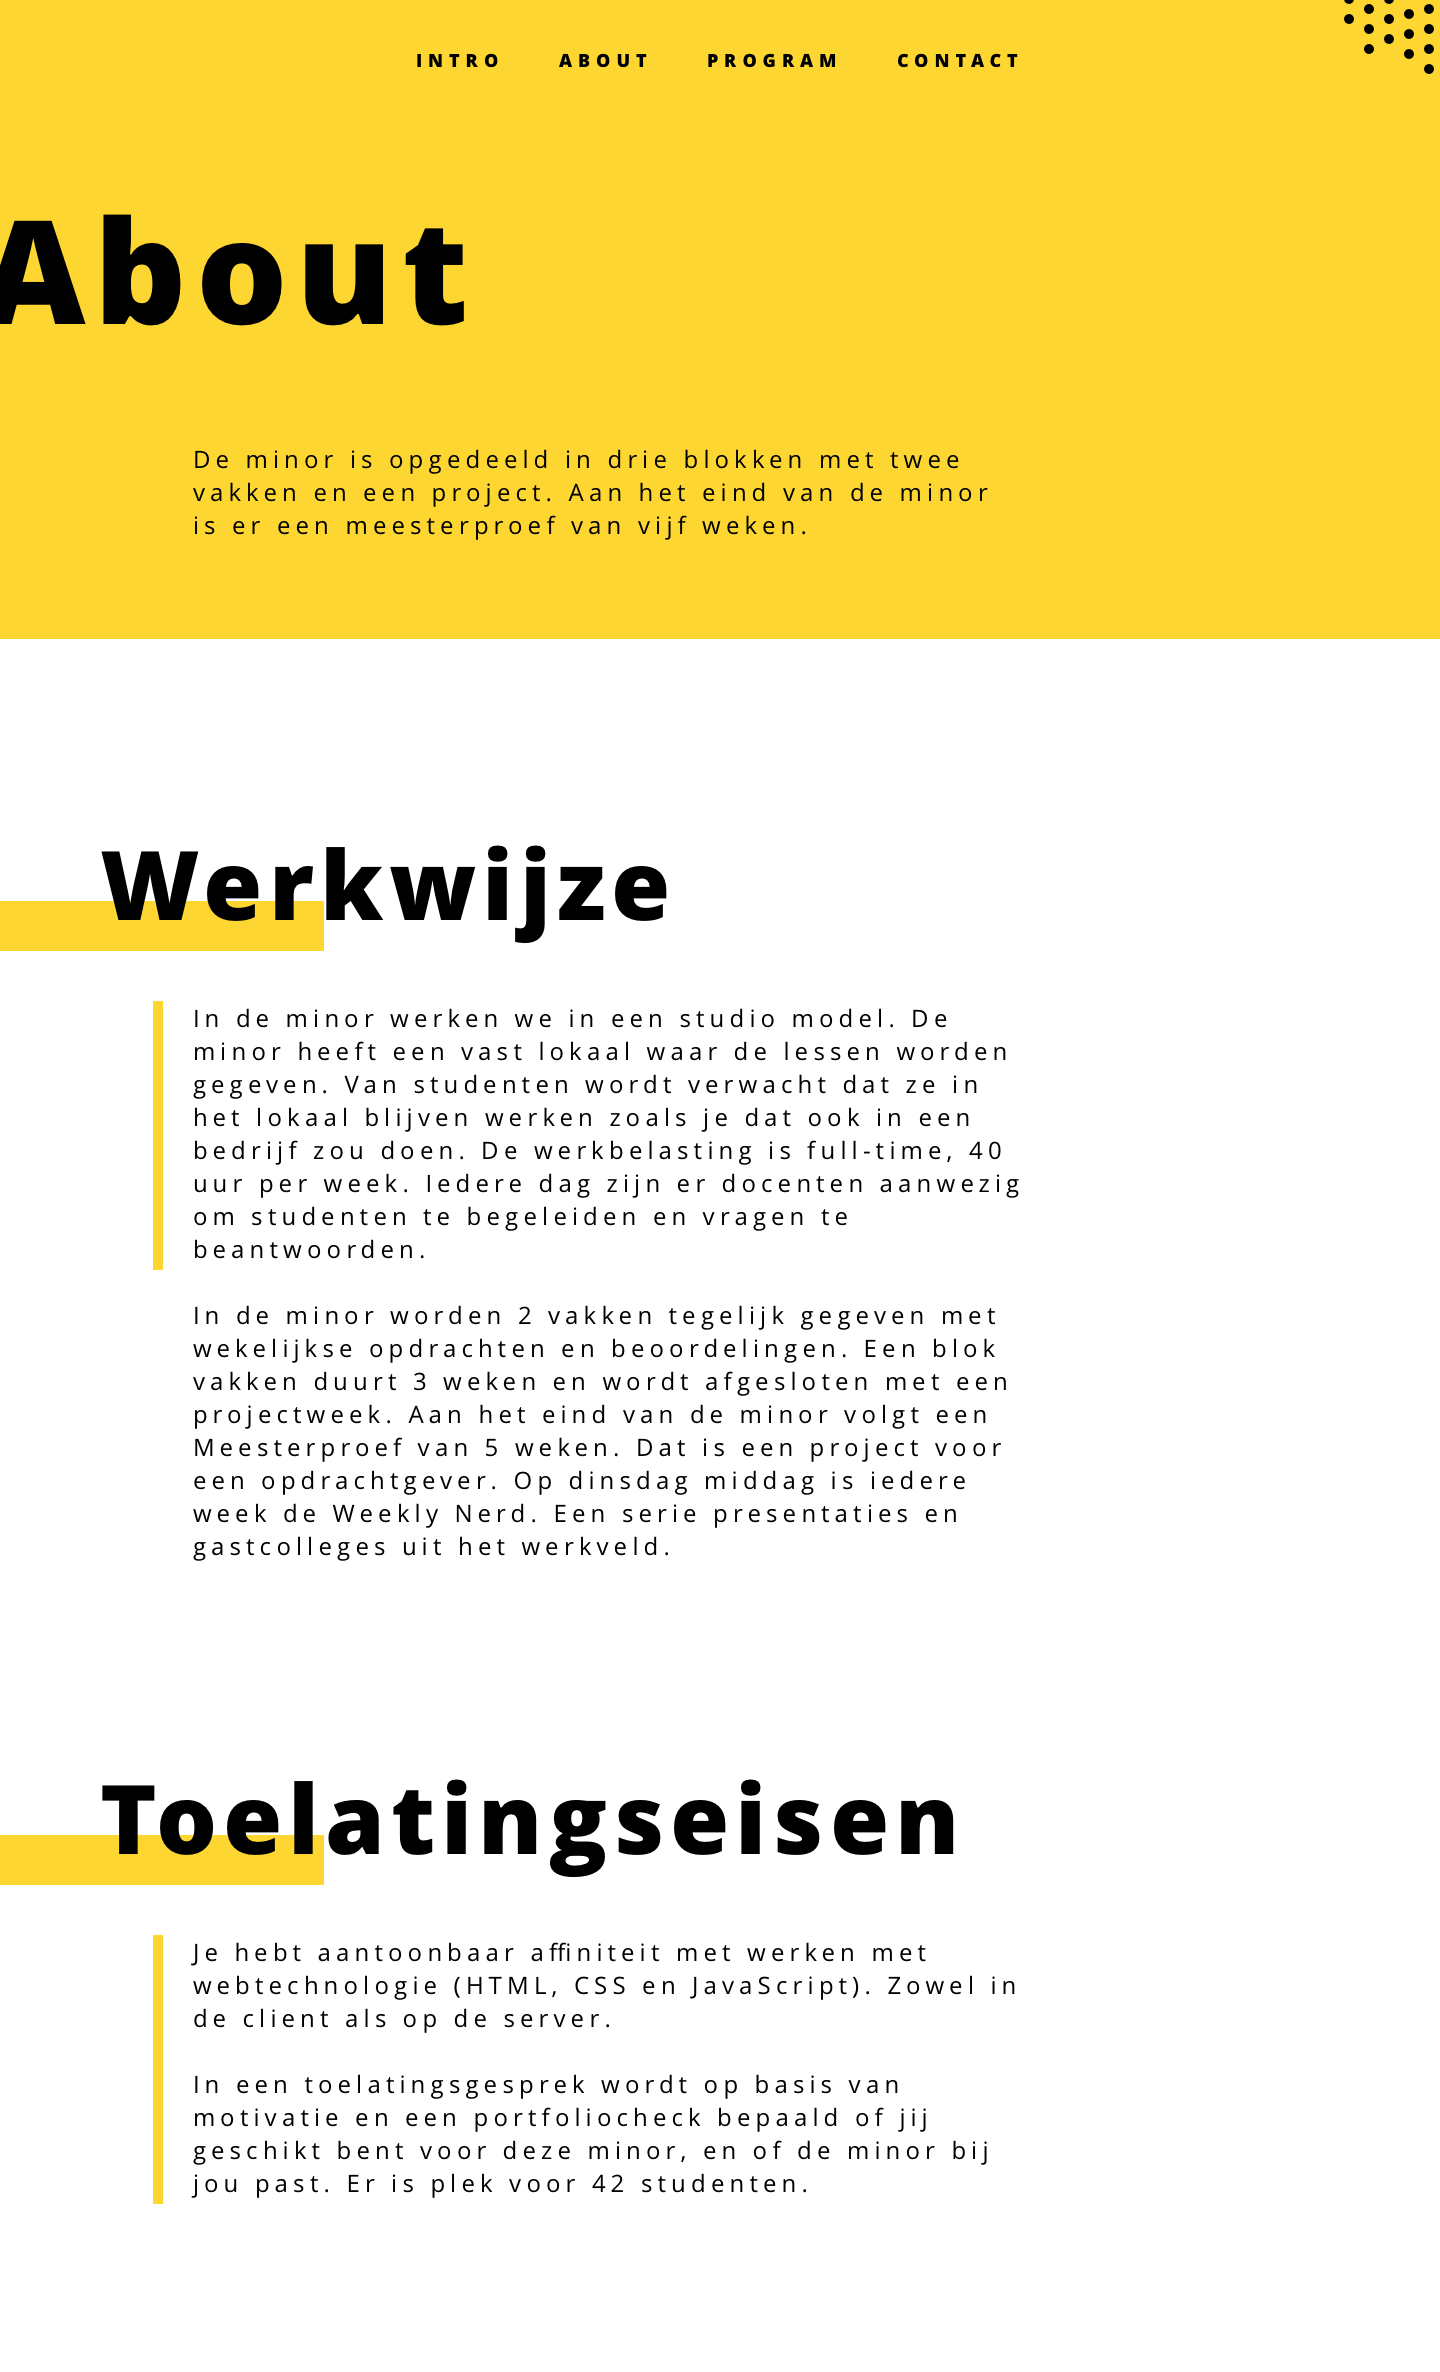 INTRO ABOUT PROGRAM CONTACT
About
De minor is opgedeeld in drie blokken met twee
vakken en een project. Aan het eind van de minor
is er een meesterproef van vijf weken.
Werkwijze
In de minor werken we in een studio model. De
minor heeft een vast lokaal waar de lessen worden
gegeven. Van studenten wordt verwacht dat ze in
het lokaal blijven werken zoals je dat ook in een
bedrijf zou doen. De werkbelasting is full-time, 40
uur per week. Iedere dag zijn er docenten aanwezig
om studenten te begeleiden en vragen te
beantwoorden.
In de minor worden 2 vakken tegelijk gegeven met
wekelijkse opdrachten en beoordelingen. Een blok
vakken duurt 3 weken en wordt afgesloten met een
projectweek. Aan het eind van de minor volgt een
Meesterproef van 5 weken. Dat is een project voor
een opdrachtgever. Op dinsdag middag is iedere
week de Weekly Nerd. Een serie presentaties en
gastcolleges uit het werkveld.
Toelatingseisen
Je hebt aantoonbaar affiniteit met werken met
webtechnologie (HTML, CSS en JavaScript). Zowel in
de client als op de server.
In een toelatingsgesprek wordt op basis van
motivatie en een portfoliocheck bepaald of jij
geschikt bent voor deze minor, en of de minor bij
jou past. Er is plek voor 42 studenten.